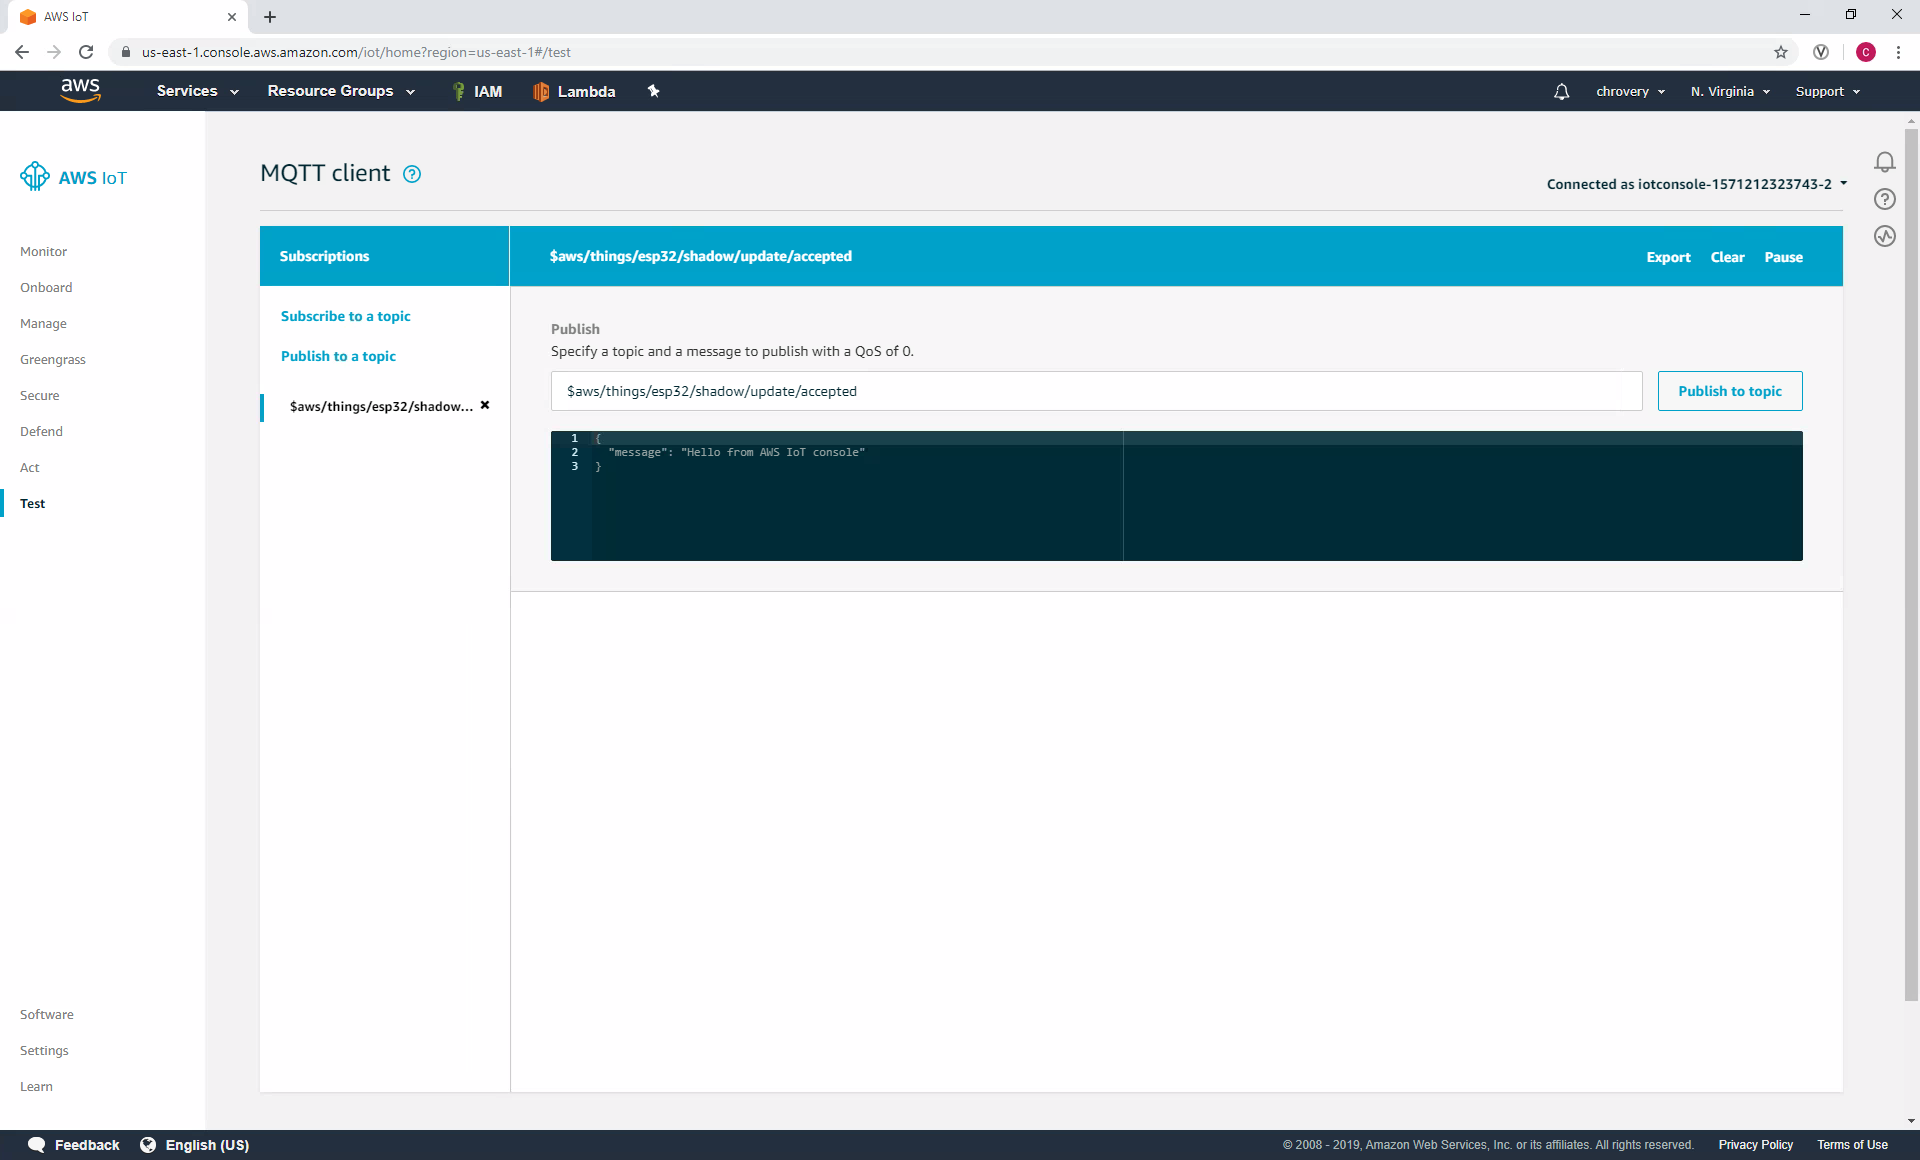 AWS IoT
us-east-1.console.aws.amazon.com/iot/home?region=us-east-1#/test
C
aws Services Resource Groups IAM Lambda chrovery N. Virginia Support
AWS IoT
Monitor
Onboard
Manage
Greengrass
Secure
Defend
Act
Test
Software
Settings
Learn
MQTT client
Connected as iotconsole-1571212323743-2
Subscriptions
Subscribe to a topic
Publish to a topic
$aws/things/esp32/shadow...
$aws/things/esp32/shadow/update/accepted
Export Clear Pause
Publish
Specify a topic and a message to publish with a QoS of 0.
$aws/things/esp32/shadow/update/accepted
Publish to topic
1 {
2 "message": "Hello from AWS IoT console"
3 }
Feedback English (US) © 2008 - 2019, Amazon Web Services, Inc. or its affiliates. All rights reserved. Privacy Policy Terms of Use